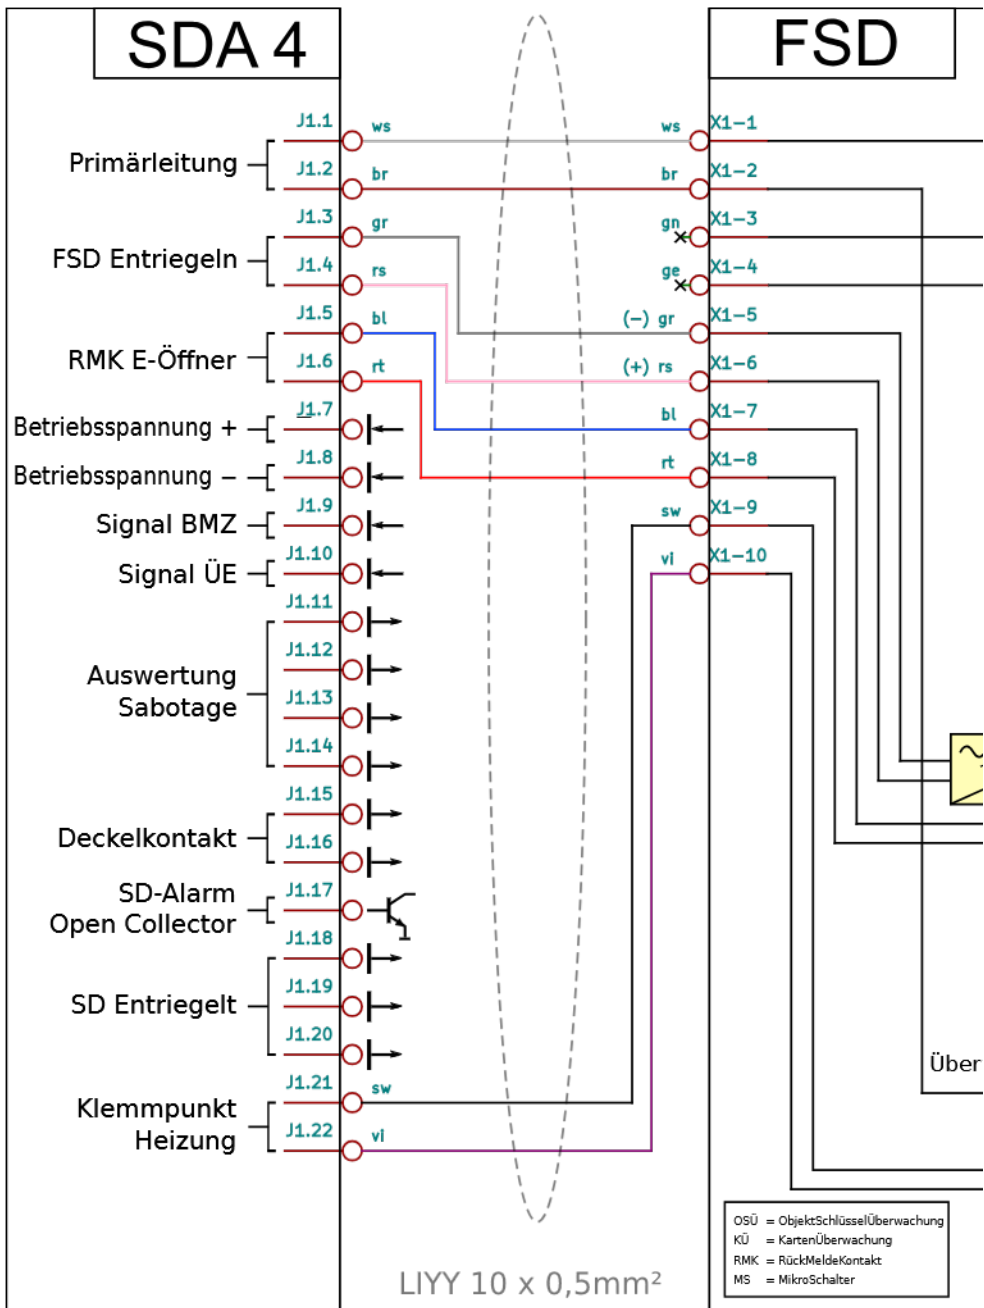 SDA 4
FSD
J1.1 ws ws X1-1
Primärleitung
J1.2 br br X1-2
J1.3 gr gn X1-3
FSD Entriegeln
J1.4 rs ge X1-4
J1.5 bl (-) gr X1-5
RMK E-Öffner
J1.6 rt (+) rs X1-6
Betriebsspannung +
J1.7 bl X1-7
Betriebsspannung -
J1.8 rt X1-8
Signal BMZ
J1.9 sw X1-9
Signal ÜE
J1.10 vi X1-10
J1.11
J1.12
Auswertung
Sabotage
J1.13
J1.14
J1.15
Deckelkontakt
J1.16
SD-Alarm
Open Collector
J1.17
J1.18
SD Entriegelt
J1.19
J1.20
Über
J1.21 sw
Klemmpunkt
Heizung
J1.22 vi
OSÜ = ObjektSchlüsselÜberwachung
KÜ = KartenÜberwachung
RMK = RückMeldeKontakt
MS = MikroSchalter
LIYY 10 x 0,5mm²